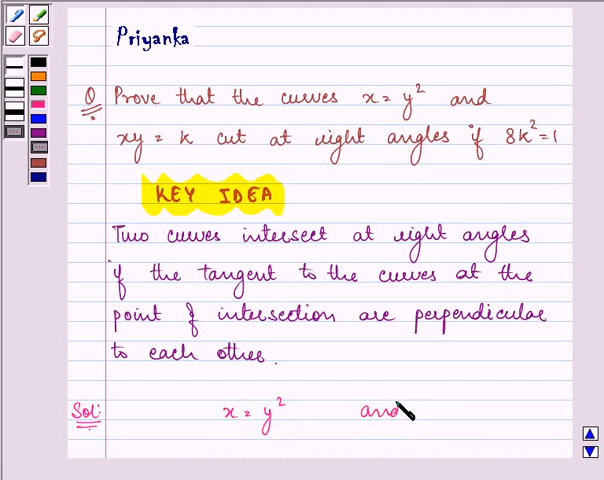 Priyanka
Q Prove that the curves x = y² and
xy = k cut at right angles if 8k² = 1
KEY IDEA
Two curves intersect at right angles
if the tangent to the curves at the
point of intersection are perpendicular
to each other.
Sol: x = y² and